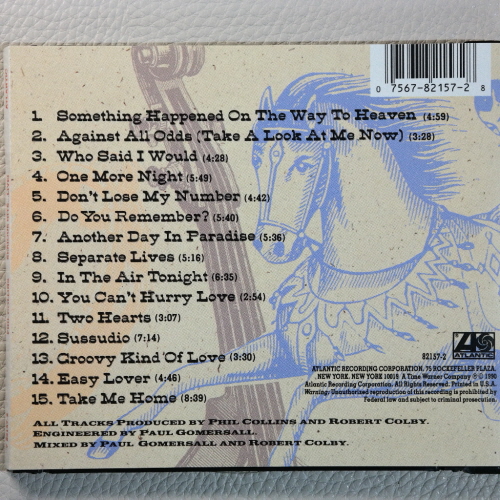 0 7567-82157-2 8
1. Something Happened On The Way To Heaven (4:59)
2. Against All Odds (Take A Look At Me Now) (3:28)
3. Who Said I Would (4:28)
4. One More Night (5:49)
5. Don't Lose My Number (4:42)
6. Do You Remember? (5:40)
7. Another Day In Paradise (5:36)
8. Separate Lives (5:16)
9. In The Air Tonight (6:35)
10. You Can't Hurry Love (2:54)
11. Two Hearts (3:07)
12. Sussudio (7:14)
13. Groovy Kind Of Love (3:30)
14. Easy Lover (4:46)
15. Take Me Home (8:39)
All Tracks Produced by Phil Collins and Robert Colby.
Engineered by Paul Gomersall.
Mixed by Paul Gomersall and Robert Colby.
82157-2
ATLANTIC
ATLANTIC RECORDING CORPORATION, 75 ROCKEFELLER PLAZA,
NEW YORK, NEW YORK 10019. A Time Warner Company ℗ © 1990
Atlantic Recording Corporation. All Rights Reserved. Printed in U.S.A.
Warning: Unauthorized reproduction of this recording is prohibited by
Federal law and subject to criminal prosecution.